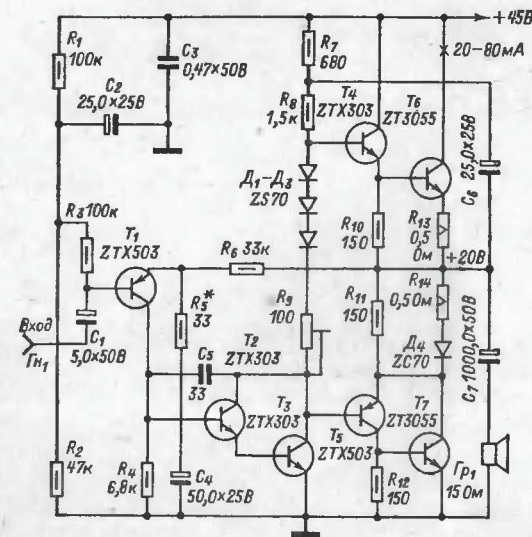 +45В
20–80мА
R1
100к
C2
25,0×25В
C3
0,47×50В
R7
680
R8
1,5к
T4
ZTX303
T6
ZT3055
25,0×25В
C6
Д1–Д3
ZS70
R3 100к
T1
ZTX503
R6 33к
R10
150
R13
0,5
Ом
+20В
R5*
33
R9
100
R11
150
R14
0,5Ом
Вход
Гн1
C1
5,0×50В
C5
33
T2
ZTX303
Д4
ZC70
C7 1000,0×50В
T3
ZTX303
T5
ZTX503
T7
ZT3055
R2
47к
R4
6,8к
C4
50,0×25В
R12
150
Гр1
15Ом